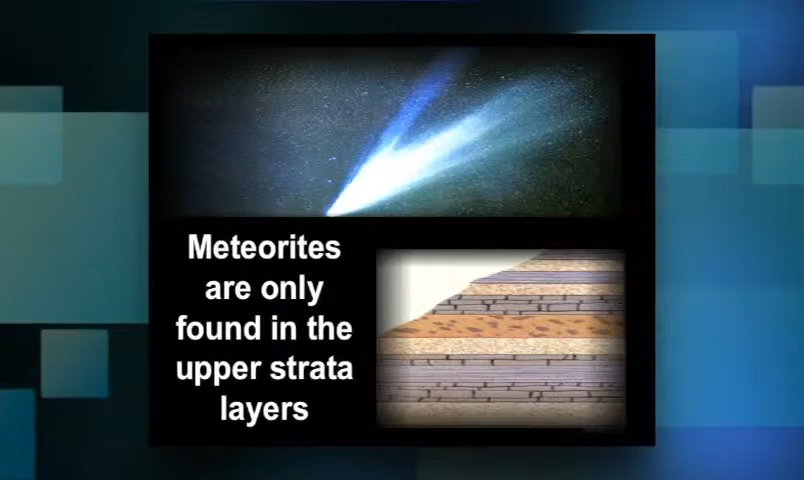 Meteorites
are only
found in the
upper strata
layers